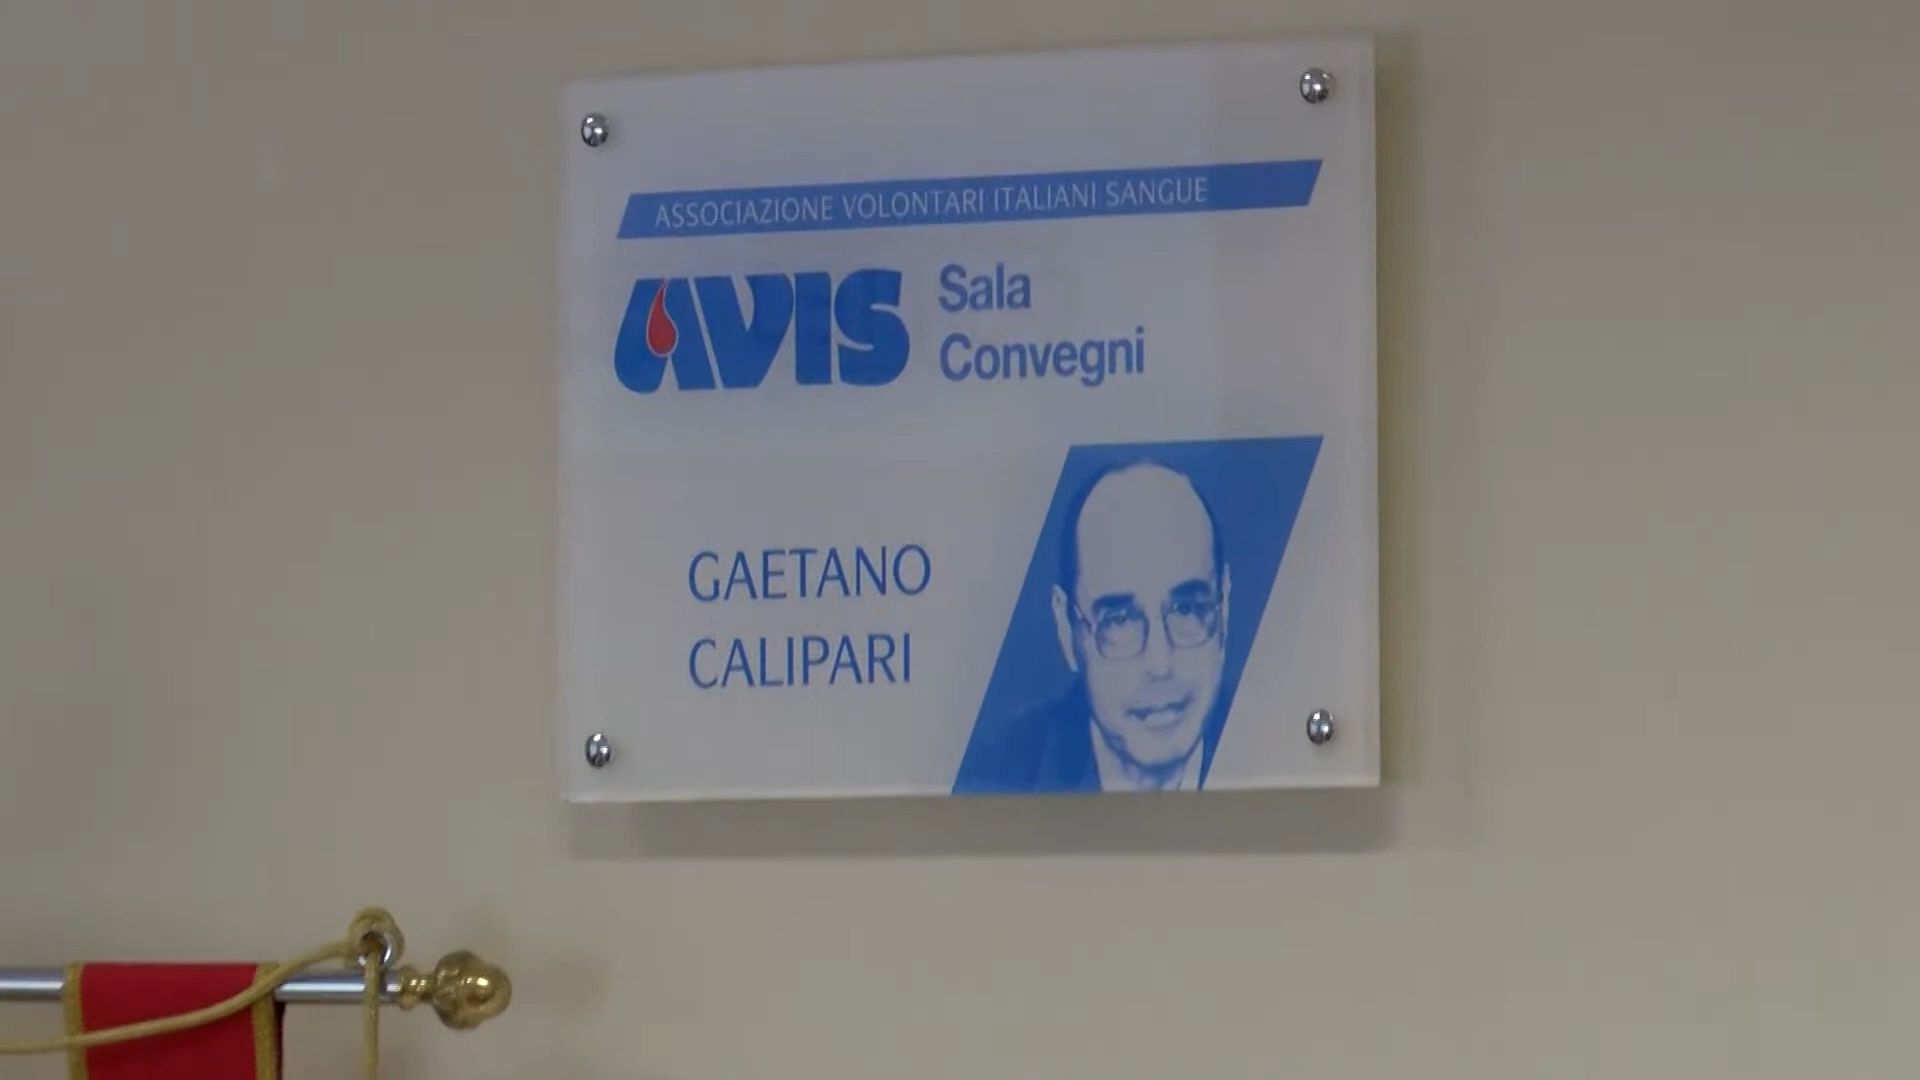 ASSOCIAZIONE VOLONTARI ITALIANI SANGUE
AVIS
Sala
Convegni
GAETANO
CALIPARI